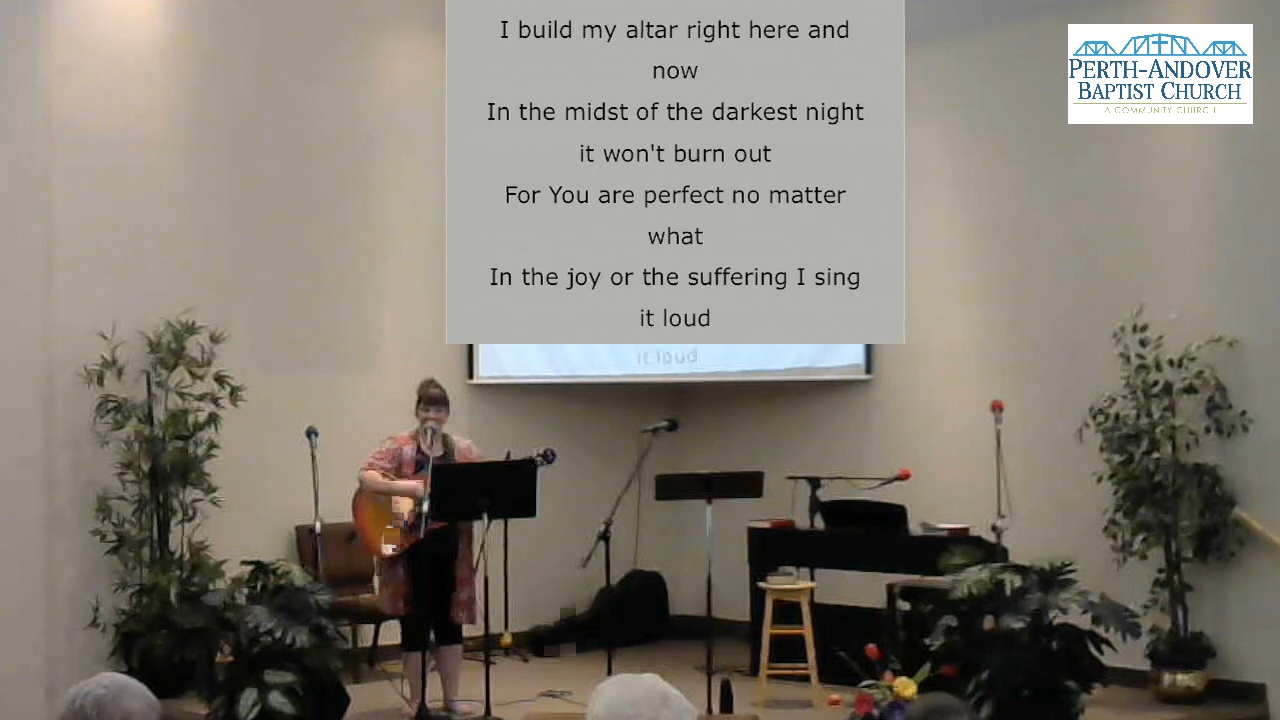 I build my altar right here and
now
In the midst of the darkest night
it won't burn out
For You are perfect no matter
what
In the joy or the suffering I sing
it loud
it loud
PERTH-ANDOVER
BAPTIST CHURCH
A COMMUNITY CHURCH